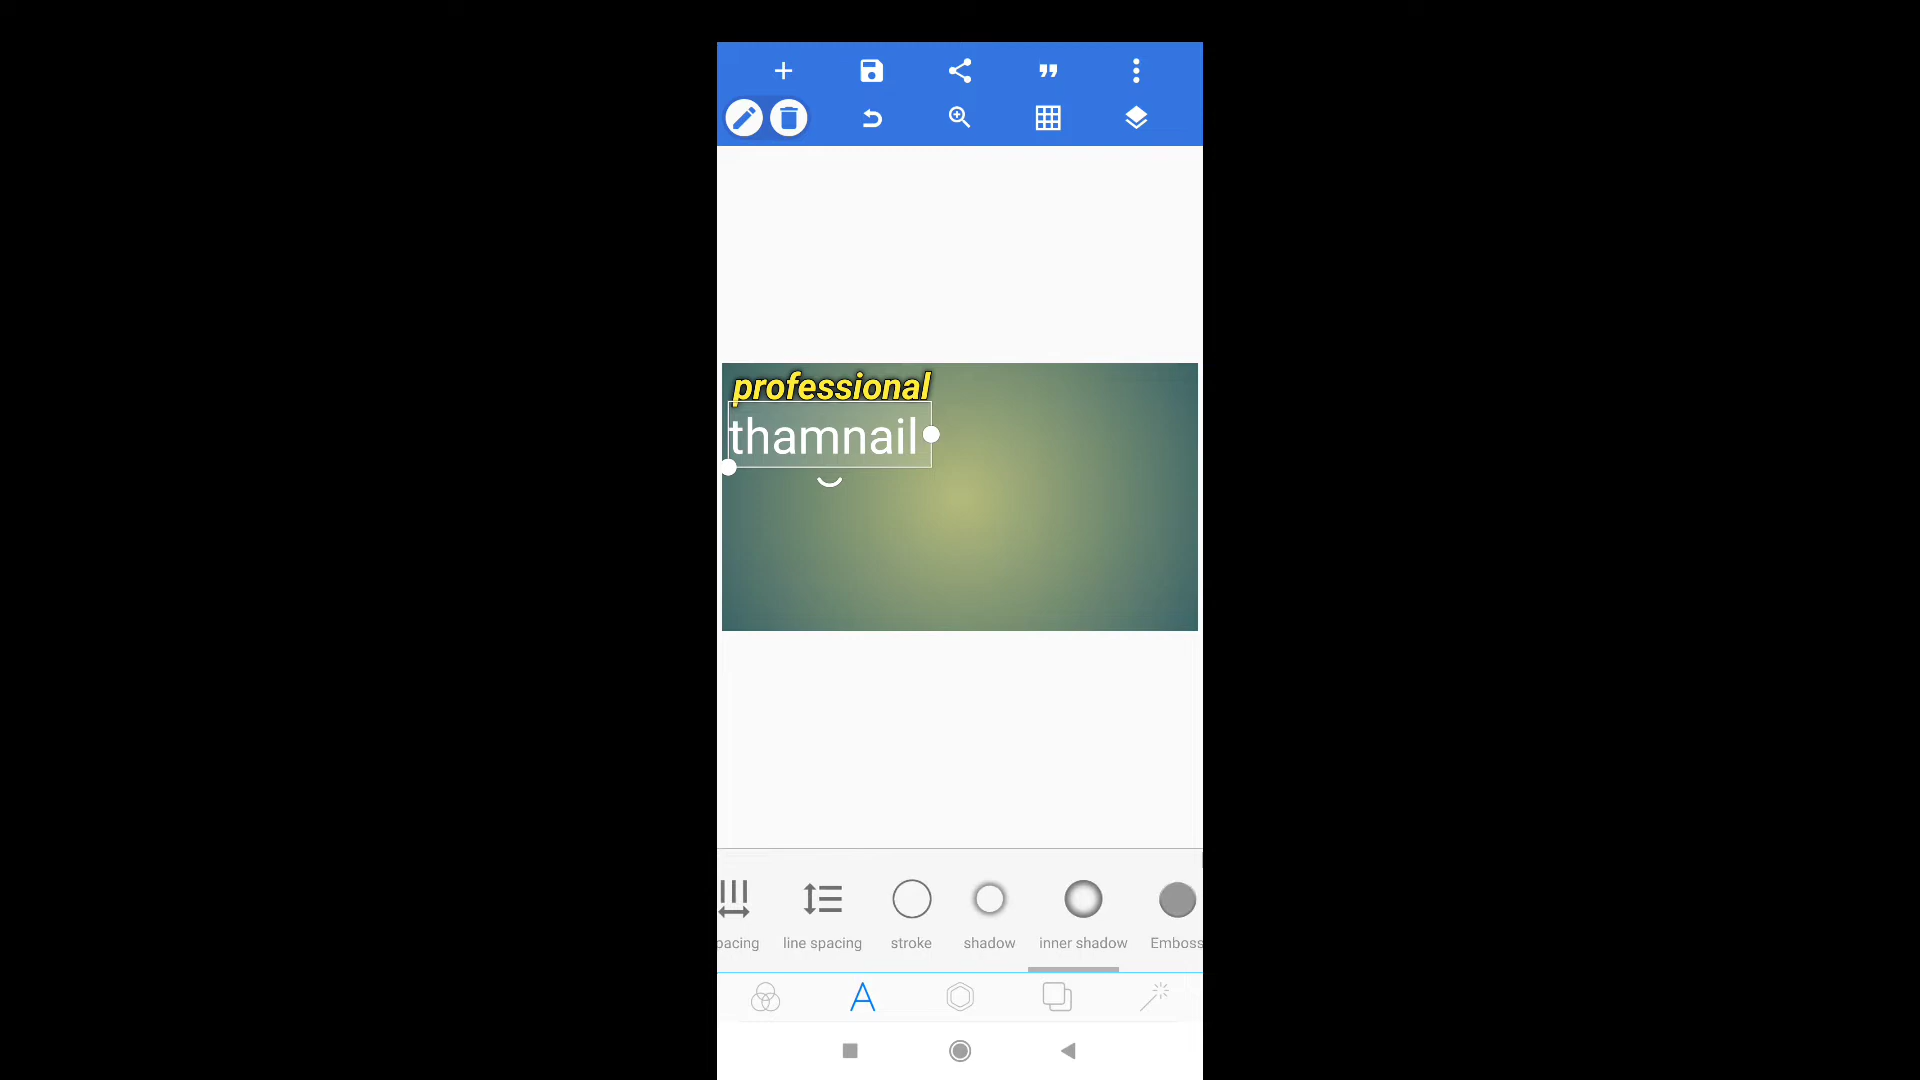 professional
thamnail
pacing
line spacing
stroke
shadow
inner shadow
Emboss